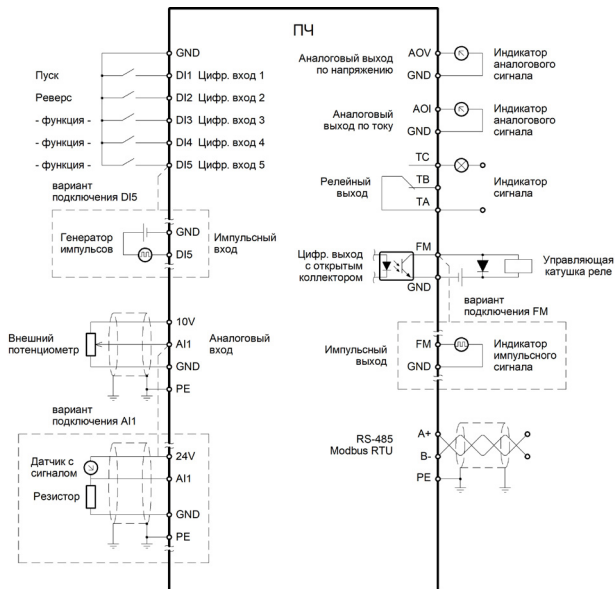 ПЧ
GND
Пуск
DI1 Цифр. вход 1
Реверс
DI2 Цифр. вход 2
- функция -
DI3 Цифр. вход 3
- функция -
DI4 Цифр. вход 4
- функция -
DI5 Цифр. вход 5
вариант
подключения DI5
Генератор
импульсов
GND
DI5
Импульсный
вход
Внешний
потенциометр
10V
AI1
GND
PE
Аналоговый
вход
вариант
подключения AI1
Датчик с
сигналом
Резистор
24V
AI1
GND
PE
Аналоговый выход
по напряжению
AOV
GND
Индикатор
аналогового
сигнала
Аналоговый
выход по току
AOI
GND
Индикатор
аналогового
сигнала
Релейный
выход
TC
TB
TA
Индикатор
сигнала
Цифр. выход
с открытым
коллектором
FM
GND
Управляющая
катушка реле
вариант
подключения FM
Импульсный
выход
FM
GND
Индикатор
импульсного
сигнала
RS-485
Modbus RTU
A+
B-
PE